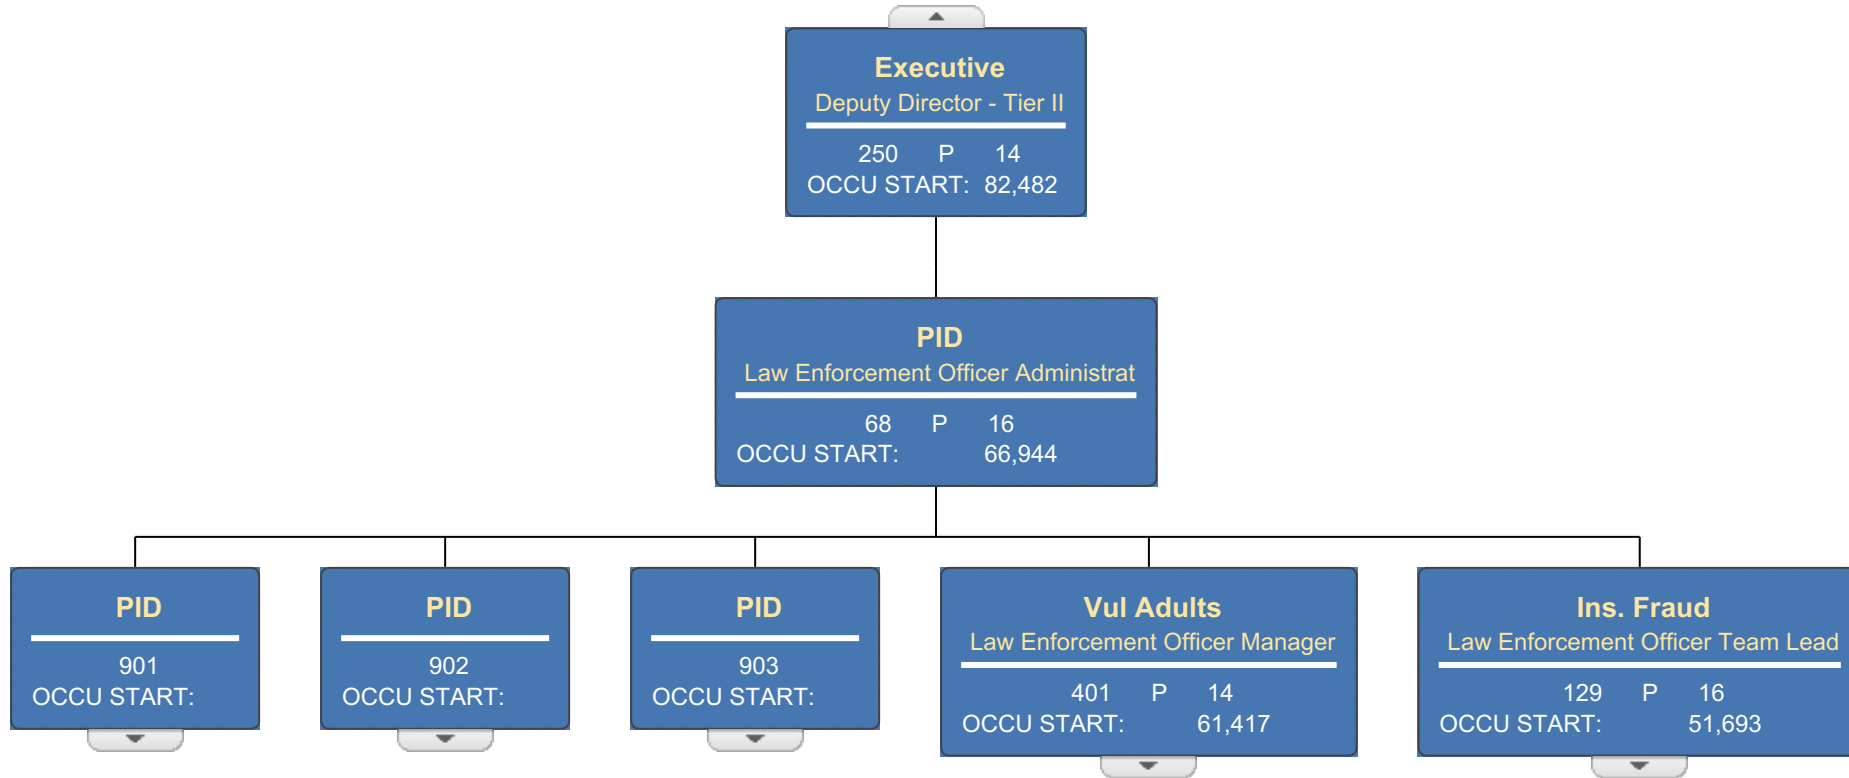 Executive
Deputy Director - Tier II
250 P 14
OCCU START: 82,482
PID
Law Enforcement Officer Administrat
68 P 16
OCCU START: 66,944
PID
901
OCCU START:
PID
902
OCCU START:
PID
903
OCCU START:
Vul Adults
Law Enforcement Officer Manager
401 P 14
OCCU START: 61,417
Ins. Fraud
Law Enforcement Officer Team Lead
129 P 16
OCCU START: 51,693